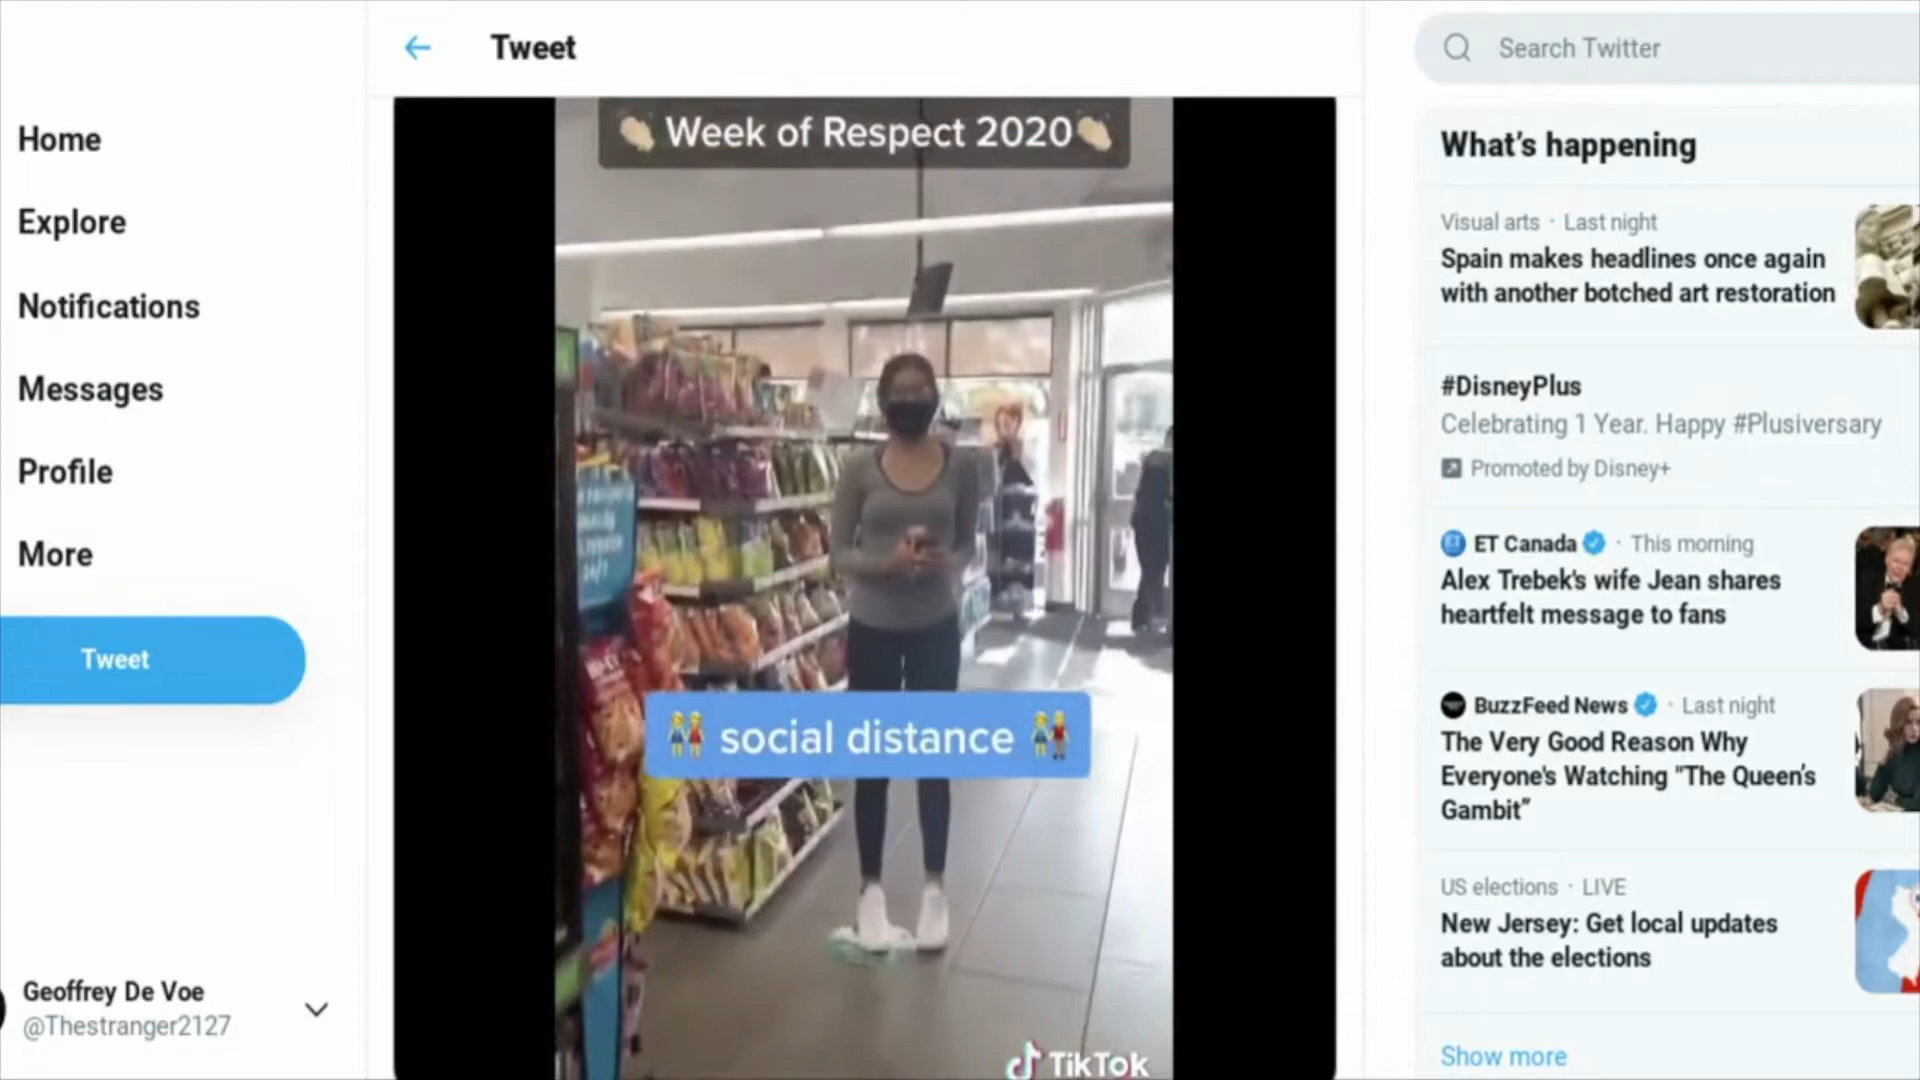 Tweet
Search Twitter
Home
Explore
Notifications
Messages
Profile
More
Tweet
Geoffrey De Voe
@Thestranger2127
👏🏻 Week of Respect 2020👏🏻
24/7
👭 social distance 👫
TikTok
What's happening
Visual arts · Last night
Spain makes headlines once again
with another botched art restoration
#DisneyPlus
Celebrating 1 Year. Happy #Plusiversary
Promoted by Disney+
ET Canada · This morning
Alex Trebek's wife Jean shares
heartfelt message to fans
BuzzFeed News · Last night
The Very Good Reason Why
Everyone's Watching "The Queen's
Gambit"
US elections · LIVE
New Jersey: Get local updates
about the elections
Show more